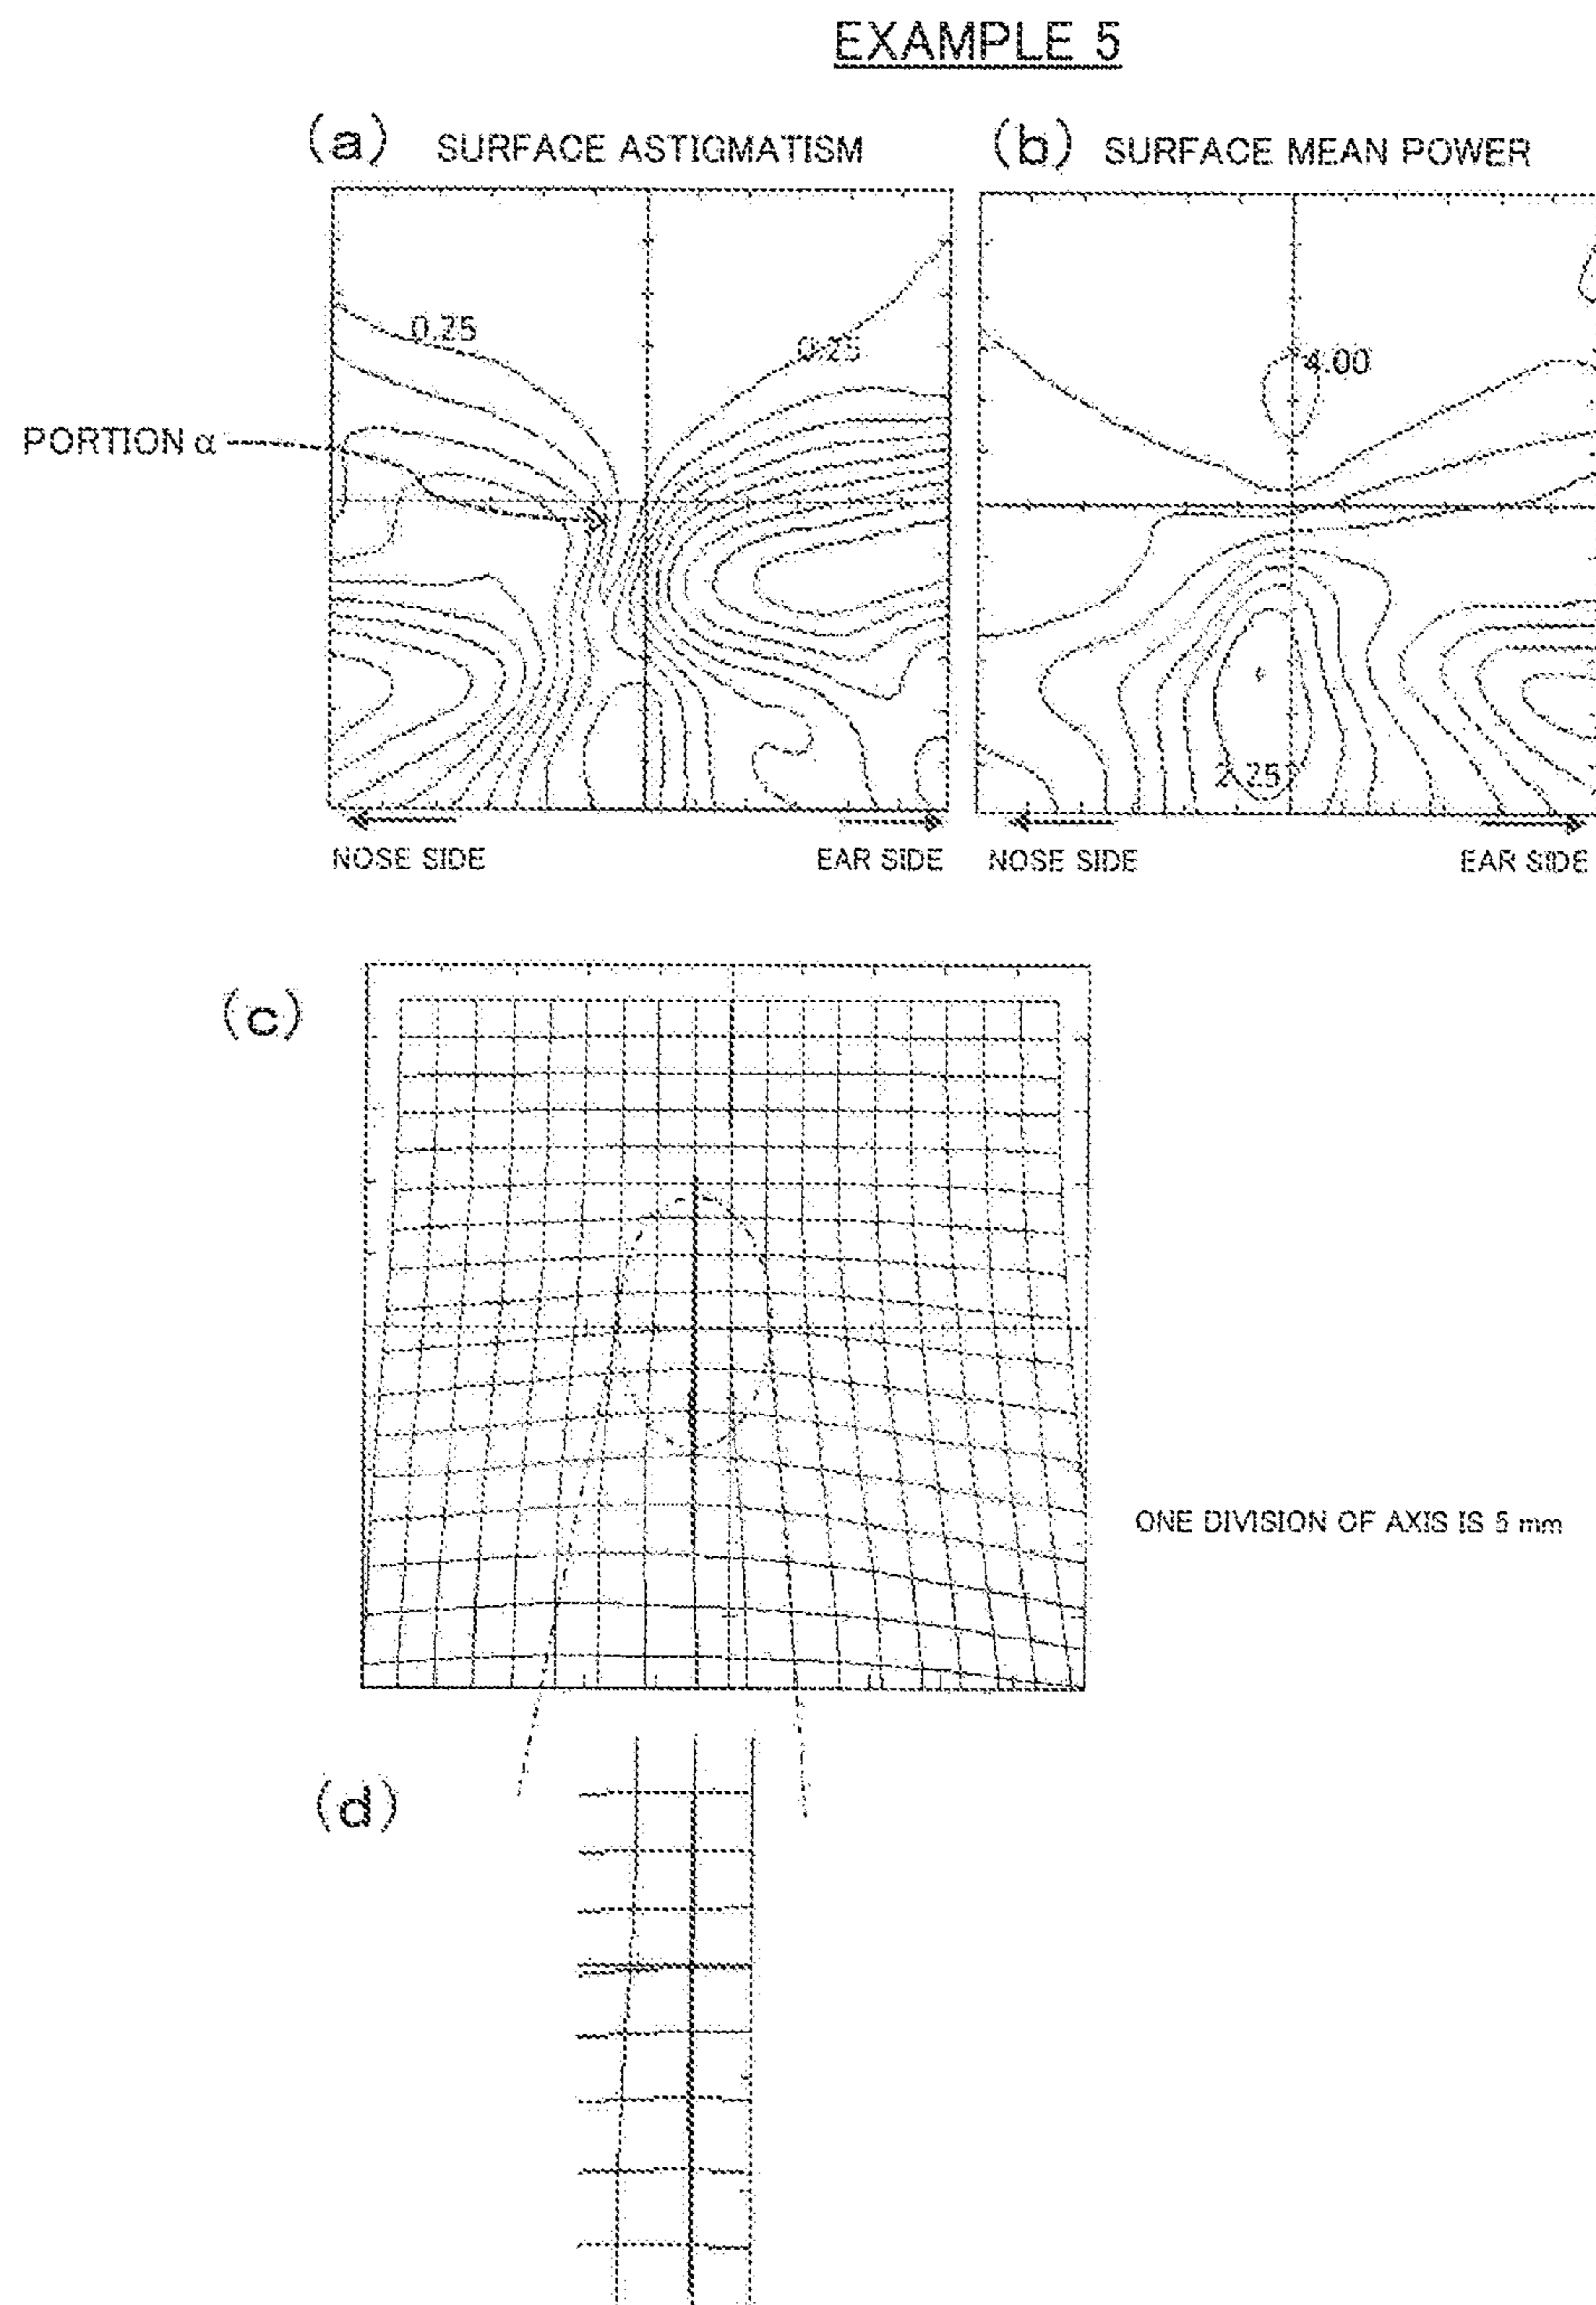 EXAMPLE 5
(a) SURFACE ASTIGMATISM
(b) SURFACE MEAN POWER
0.25
0.25
4.00
PORTION α
2.25
NOSE SIDE
EAR SIDE
NOSE SIDE
EAR SIDE
(c)
ONE DIVISION OF AXIS IS 5 mm
(d)